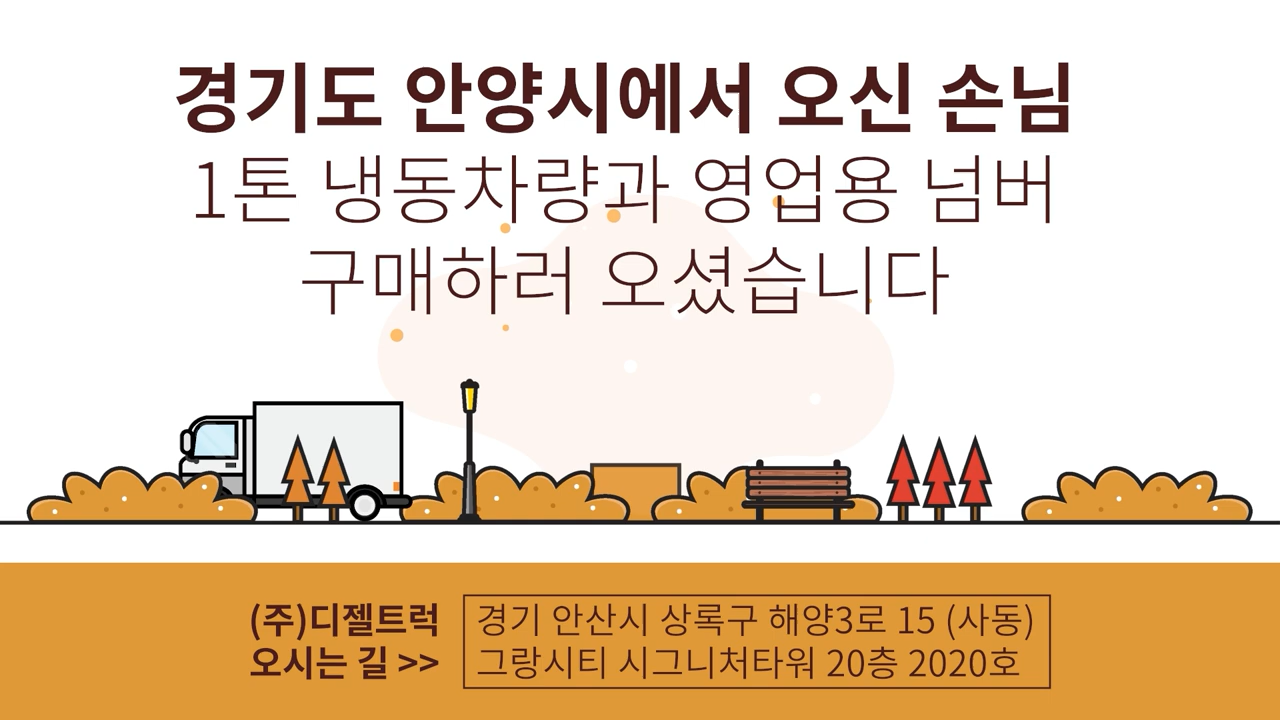 경기도 안양시에서 오신 손님
1톤 냉동차량과 영업용 넘버
구매하러 오셨습니다
(주)디젤트럭
오시는 길 >>
경기 안산시 상록구 해양3로 15 (사동)
그랑시티 시그니처타워 20층 2020호